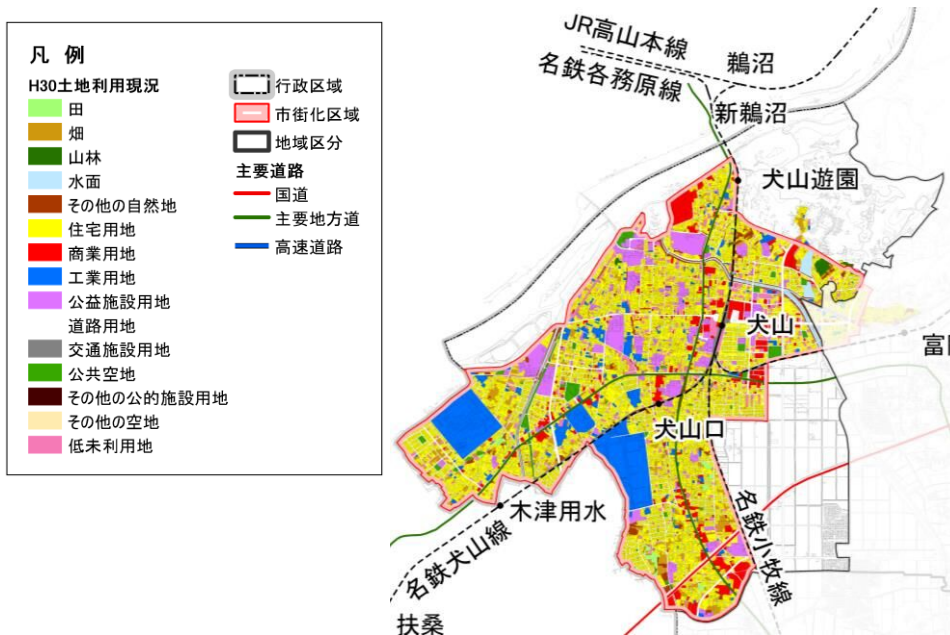 凡 例
H30土地利用現況
田
畑
山林
水面
その他の自然地
住宅用地
商業用地
工業用地
公益施設用地
道路用地
交通施設用地
公共空地
その他の公的施設用地
その他の空地
低未利用地
行政区域
市街化区域
地域区分
主要道路
国道
主要地方道
高速道路
JR高山本線
鵜沼
名鉄各務原線
新鵜沼
犬山遊園
犬山
富
犬山口
木津用水
名鉄犬山線
名鉄小牧線
扶桑